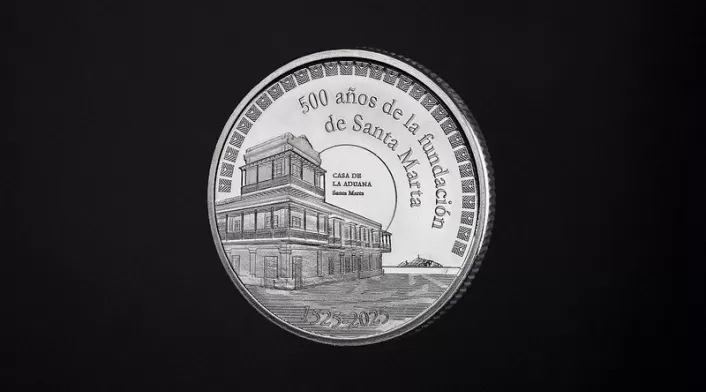 500 años de la fundación
de Santa Marta
CASA DE
LA ADUANA
Santa Marta
1525-2025